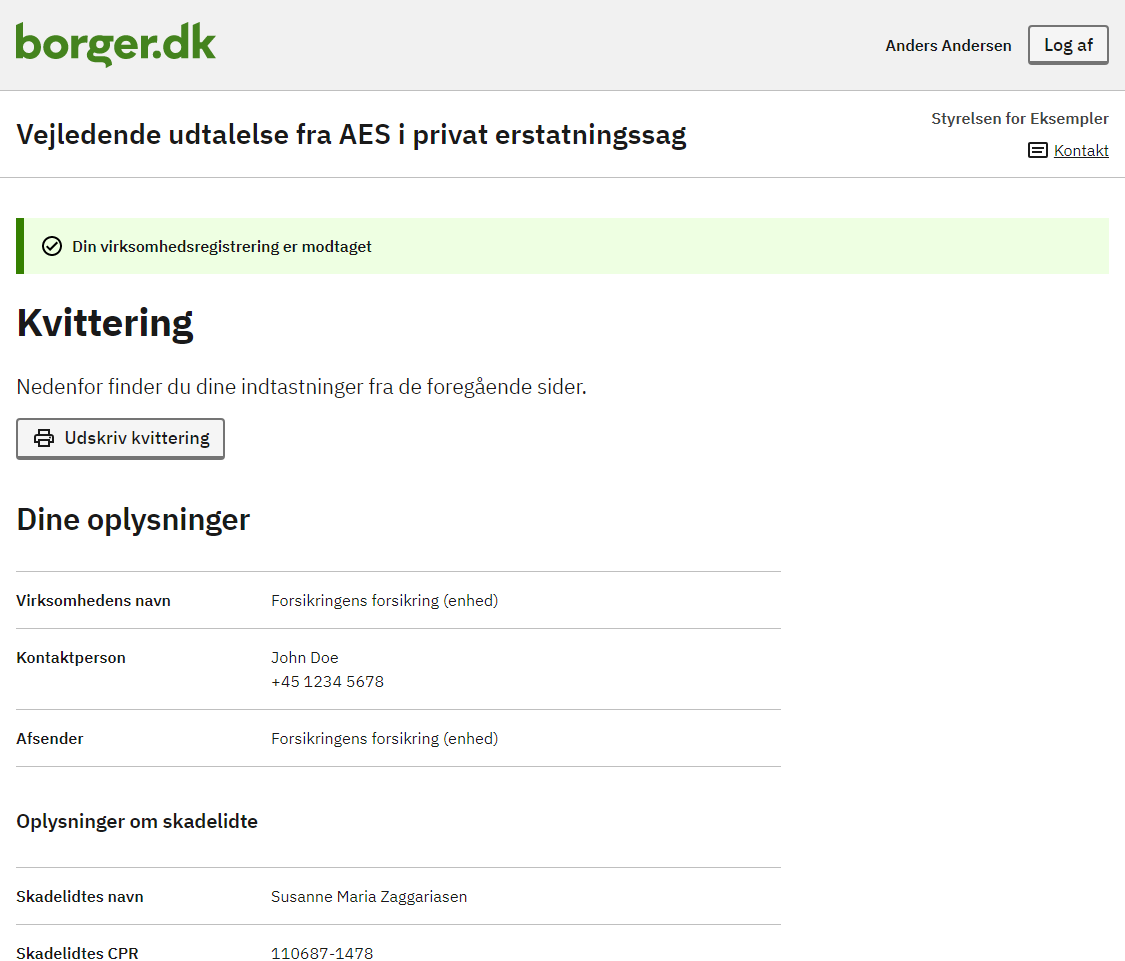 borger.dk
Anders Andersen
Log af
Vejledende udtalelse fra AES i privat erstatningssag
Styrelsen for Eksempler
Kontakt
Din virksomhedsregistrering er modtaget
Kvittering
Nedenfor finder du dine indtastninger fra de foregående sider.
Udskriv kvittering
Dine oplysninger
Virksomhedens navn Forsikringens forsikring (enhed)
Kontaktperson John Doe
+45 1234 5678
Afsender Forsikringens forsikring (enhed)
Oplysninger om skadelidte
Skadelidtes navn Susanne Maria Zaggariasen
Skadelidtes CPR 110687-1478